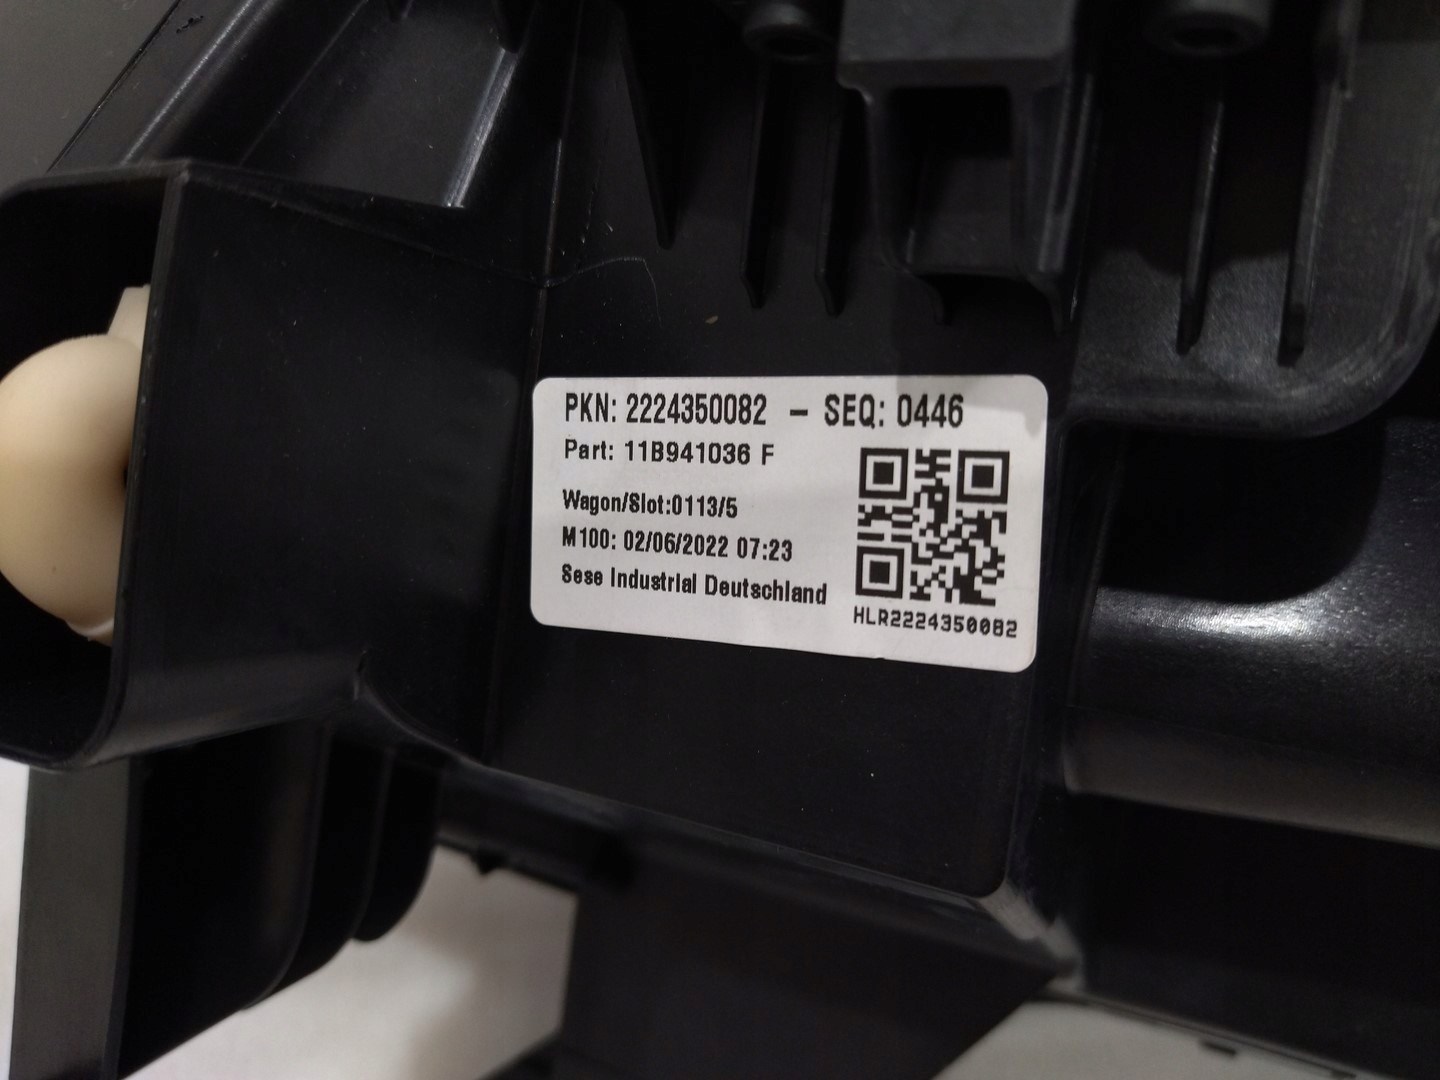 PKN: 2224350082 – SEQ: 0446
Part: 11B941036 F
Wagon/Slot:0113/5
M100: 02/06/2022 07:23
Sese Industrial Deutschland
HLR2224350082